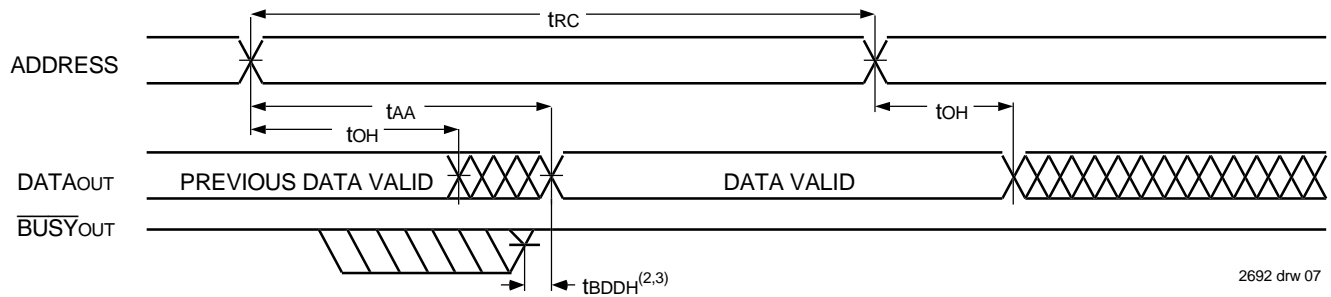 tRC
ADDRESS
tAA
tOH
tOH
DATAOUT
PREVIOUS DATA VALID
DATA VALID
BUSYOUT
tBDDH(2,3)
2692 drw 07